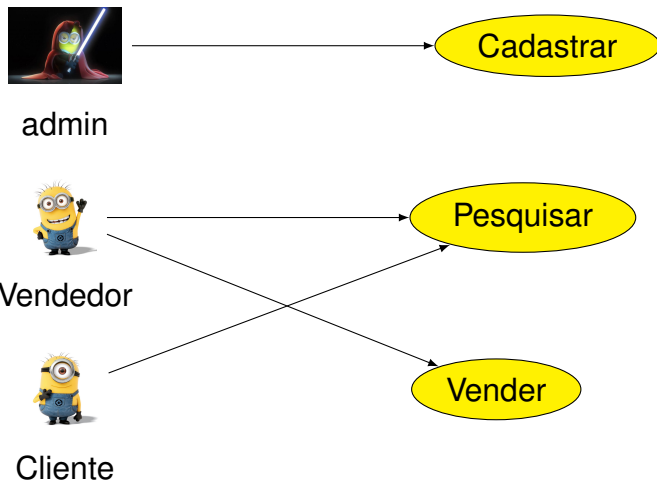 Cadastrar
admin
Pesquisar
Vendedor
Vender
Cliente